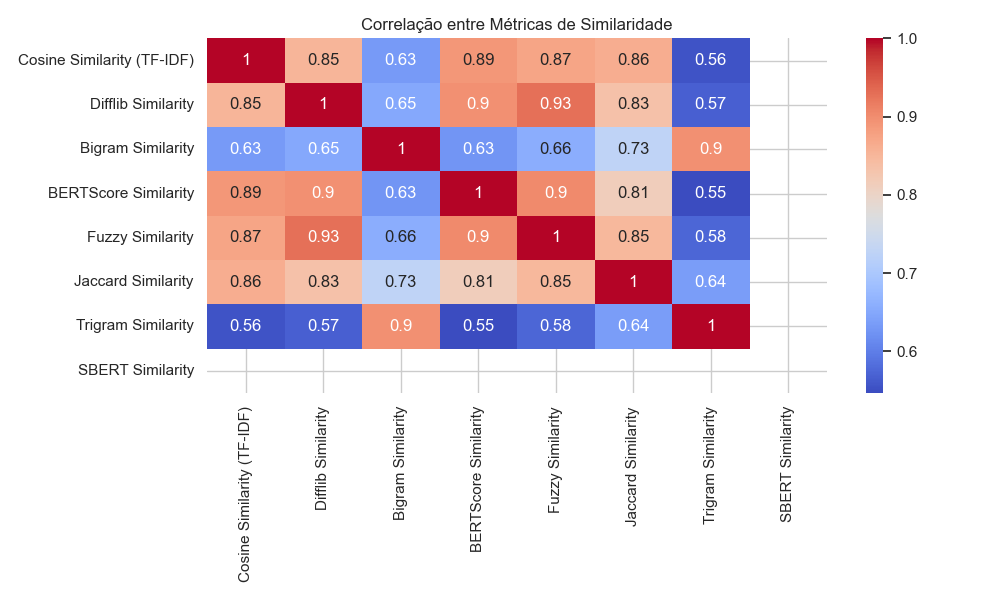 Correlação entre Métricas de Similaridade
Cosine Similarity (TF-IDF) 1 0.85 0.63 0.89 0.87 0.86 0.56
Difflib Similarity 0.85 1 0.65 0.9 0.93 0.83 0.57
Bigram Similarity 0.63 0.65 1 0.63 0.66 0.73 0.9
BERTScore Similarity 0.89 0.9 0.63 1 0.9 0.81 0.55
Fuzzy Similarity 0.87 0.93 0.66 0.9 1 0.85 0.58
Jaccard Similarity 0.86 0.83 0.73 0.81 0.85 1 0.64
Trigram Similarity 0.56 0.57 0.9 0.55 0.58 0.64 1
SBERT Similarity
Cosine Similarity (TF-IDF)
Difflib Similarity
Bigram Similarity
BERTScore Similarity
Fuzzy Similarity
Jaccard Similarity
Trigram Similarity
SBERT Similarity
1.0
0.9
0.8
0.7
0.6